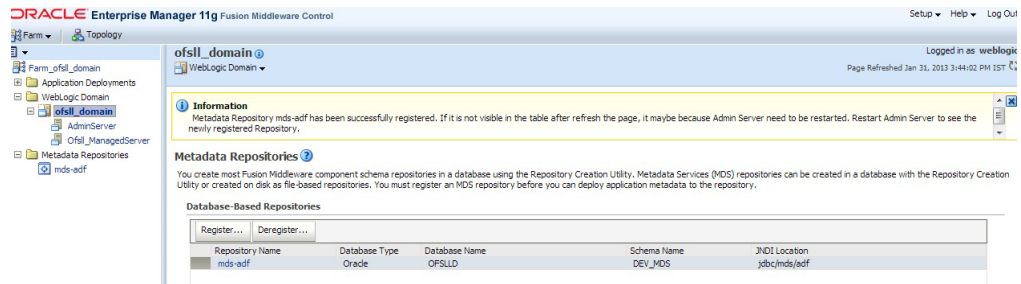 ORACLE Enterprise Manager 11g Fusion Middleware Control
Setup Help Log Out
Farm Topology
ofsll_domain
Logged in as weblogic
WebLogic Domain
Page Refreshed Jan 31, 2013 3:44:02 PM IST
Farm_ofsll_domain
Application Deployments
WebLogic Domain
ofsll_domain
AdminServer
Ofsll_ManagedServer
Metadata Repositories
mds-adf
Information
Metadata Repository mds-adf has been successfully registered. If it is not visible in the table after refresh the page, it maybe because Admin Server need to be restarted. Restart Admin Server to see the
newly registered Repository.
Metadata Repositories
You create most Fusion Middleware component schema repositories in a database using the Repository Creation Utility. Metadata Services (MDS) repositories can be created in a database with the Repository Creation
Utility or created on disk as file-based repositories. You must register an MDS repository before you can deploy application metadata to the repository.
Database-Based Repositories
Register... Deregister...
Repository Name Database Type Database Name Schema Name JNDI Location
mds-adf Oracle OFSLLD DEV_MDS jdbc/mds/adf